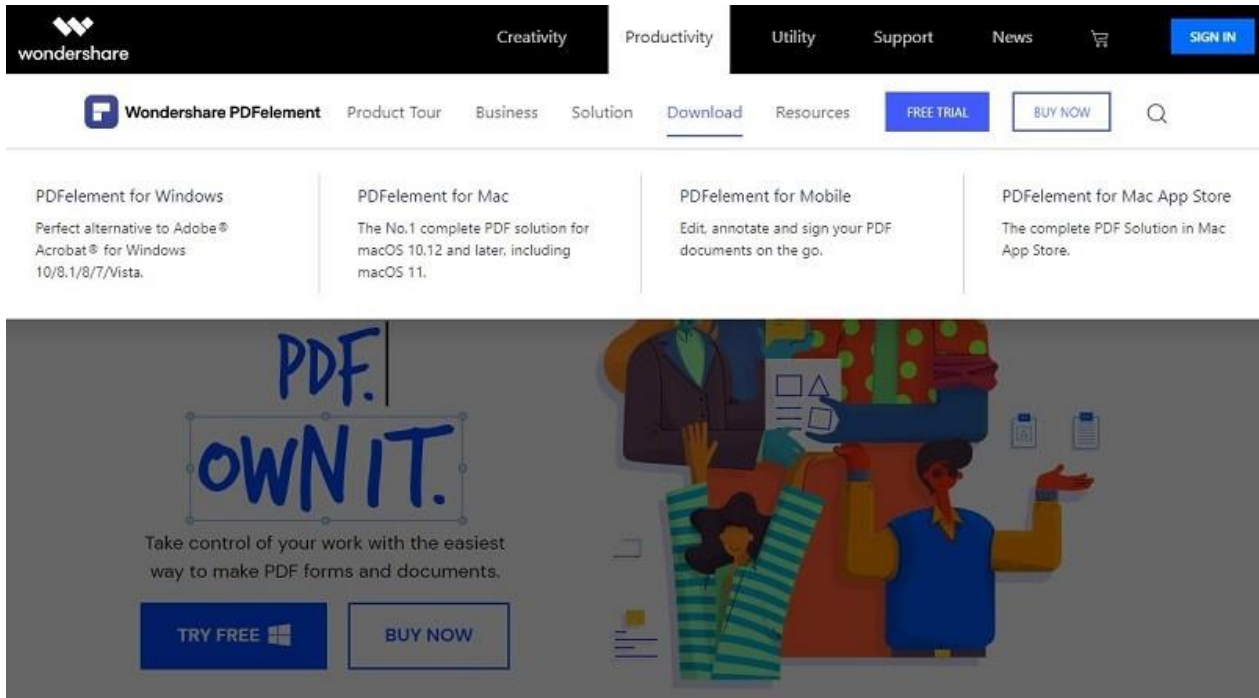 wondershare
Creativity Productivity Utility Support News SIGN IN
Wondershare PDFelement Product Tour Business Solution Download Resources FREE TRIAL BUY NOW
PDFelement for Windows
Perfect alternative to Adobe®
Acrobat® for Windows
10/8.1/8/7/Vista.
PDFelement for Mac
The No.1 complete PDF solution for
macOS 10.12 and later, including
macOS 11.
PDFelement for Mobile
Edit, annotate and sign your PDF
documents on the go.
PDFelement for Mac App Store
The complete PDF Solution in Mac
App Store.
PDF.
OWN IT.
Take control of your work with the easiest
way to make PDF forms and documents.
TRY FREE BUY NOW